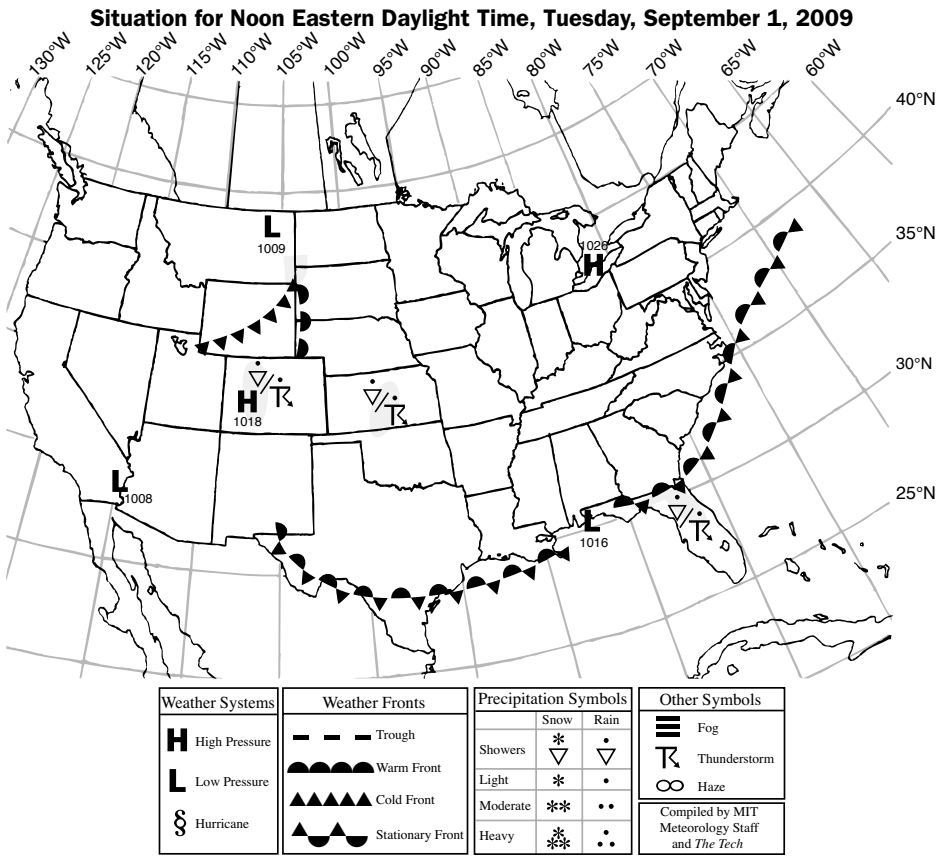 Situation for Noon Eastern Daylight Time, Tuesday, September 1, 2009
130°W 125°W 120°W 115°W 110°W 105°W 100°W 95°W 90°W 85°W 80°W 75°W 70°W 65°W 60°W
40°N
35°N
30°N
25°N
L
1009
1026
H
H
1018
L
1008
L
1016
Weather Systems
H High Pressure
L Low Pressure
§ Hurricane
Weather Fronts
Trough
Warm Front
Cold Front
Stationary Front
Precipitation Symbols
Snow Rain
Showers
Light
Moderate
Heavy
Other Symbols
Fog
Thunderstorm
Haze
Compiled by MIT
Meteorology Staff
and The Tech